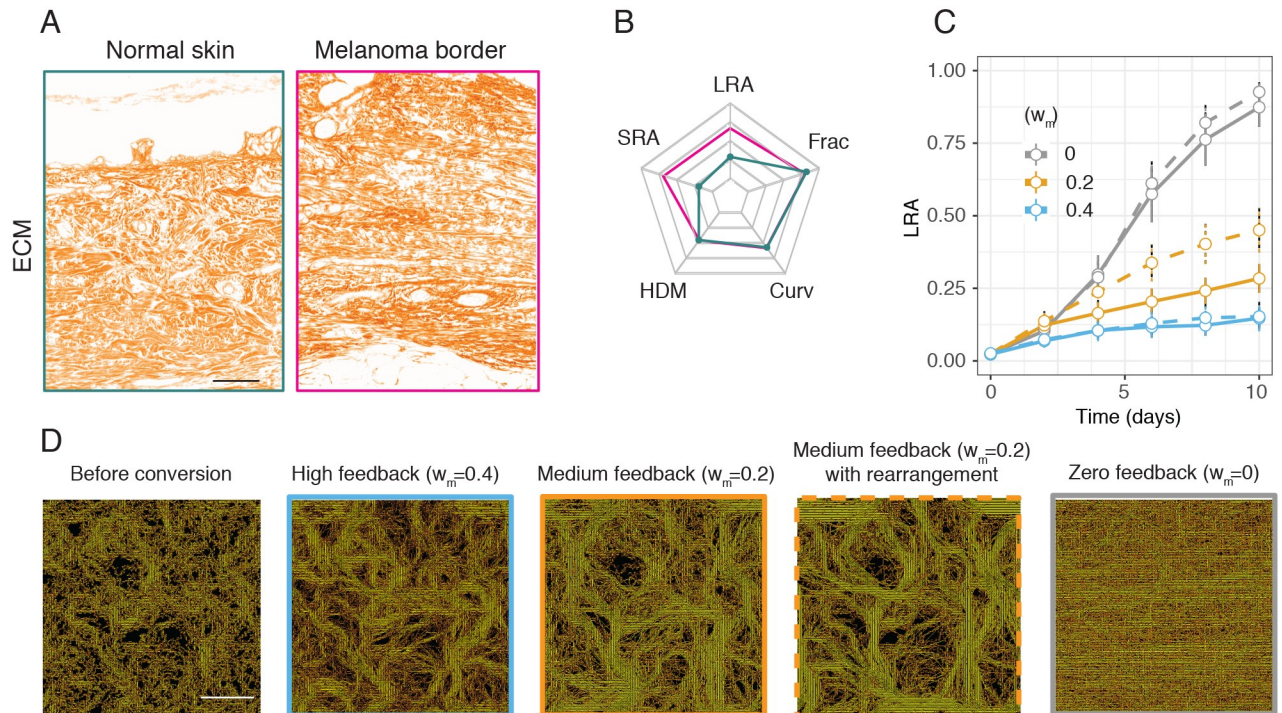 A
Normal skin
Melanoma border
ECM
B
LRA
SRA
Frac
HDM
Curv
C
1.00
0.75
0.50
0.25
0.00
LRA
(wm)
0
0.2
0.4
0
5
10
Time (days)
D
Before conversion
High feedback (wm=0.4)
Medium feedback (wm=0.2)
Medium feedback (wm=0.2)
with rearrangement
Zero feedback (wm=0)